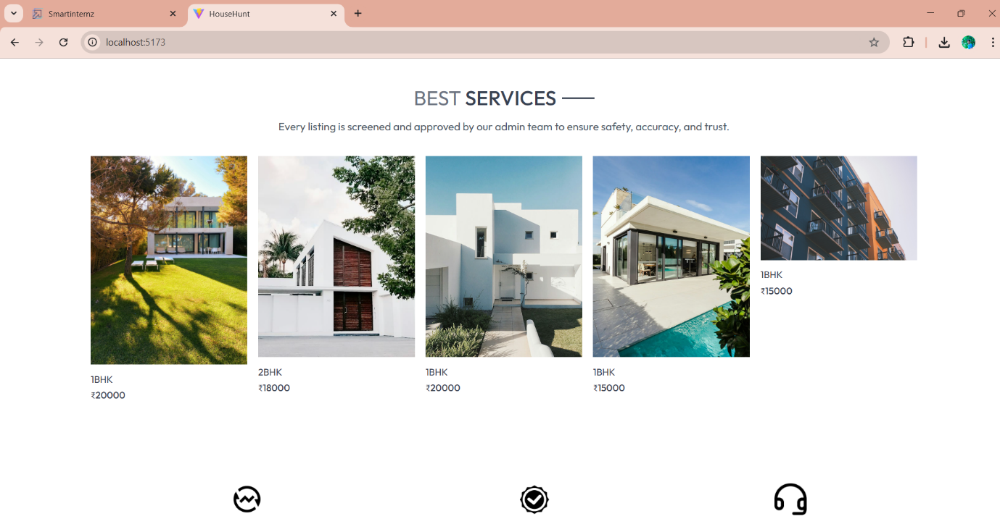 Smartinternz
HouseHunt
localhost:5173
BEST SERVICES
Every listing is screened and approved by our admin team to ensure safety, accuracy, and trust.
1BHK
₹15000
1BHK
₹20000
2BHK
₹18000
1BHK
₹20000
1BHK
₹15000